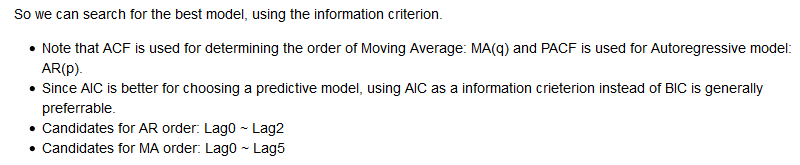 So we can search for the best model, using the information criterion.
• Note that ACF is used for determining the order of Moving Average: MA(q) and PACF is used for Autoregressive model:
AR(p).
• Since AIC is better for choosing a predictive model, using AIC as a information crieterion instead of BIC is generally
preferrable.
• Candidates for AR order: Lag0 ~ Lag2
• Candidates for MA order: Lag0 ~ Lag5